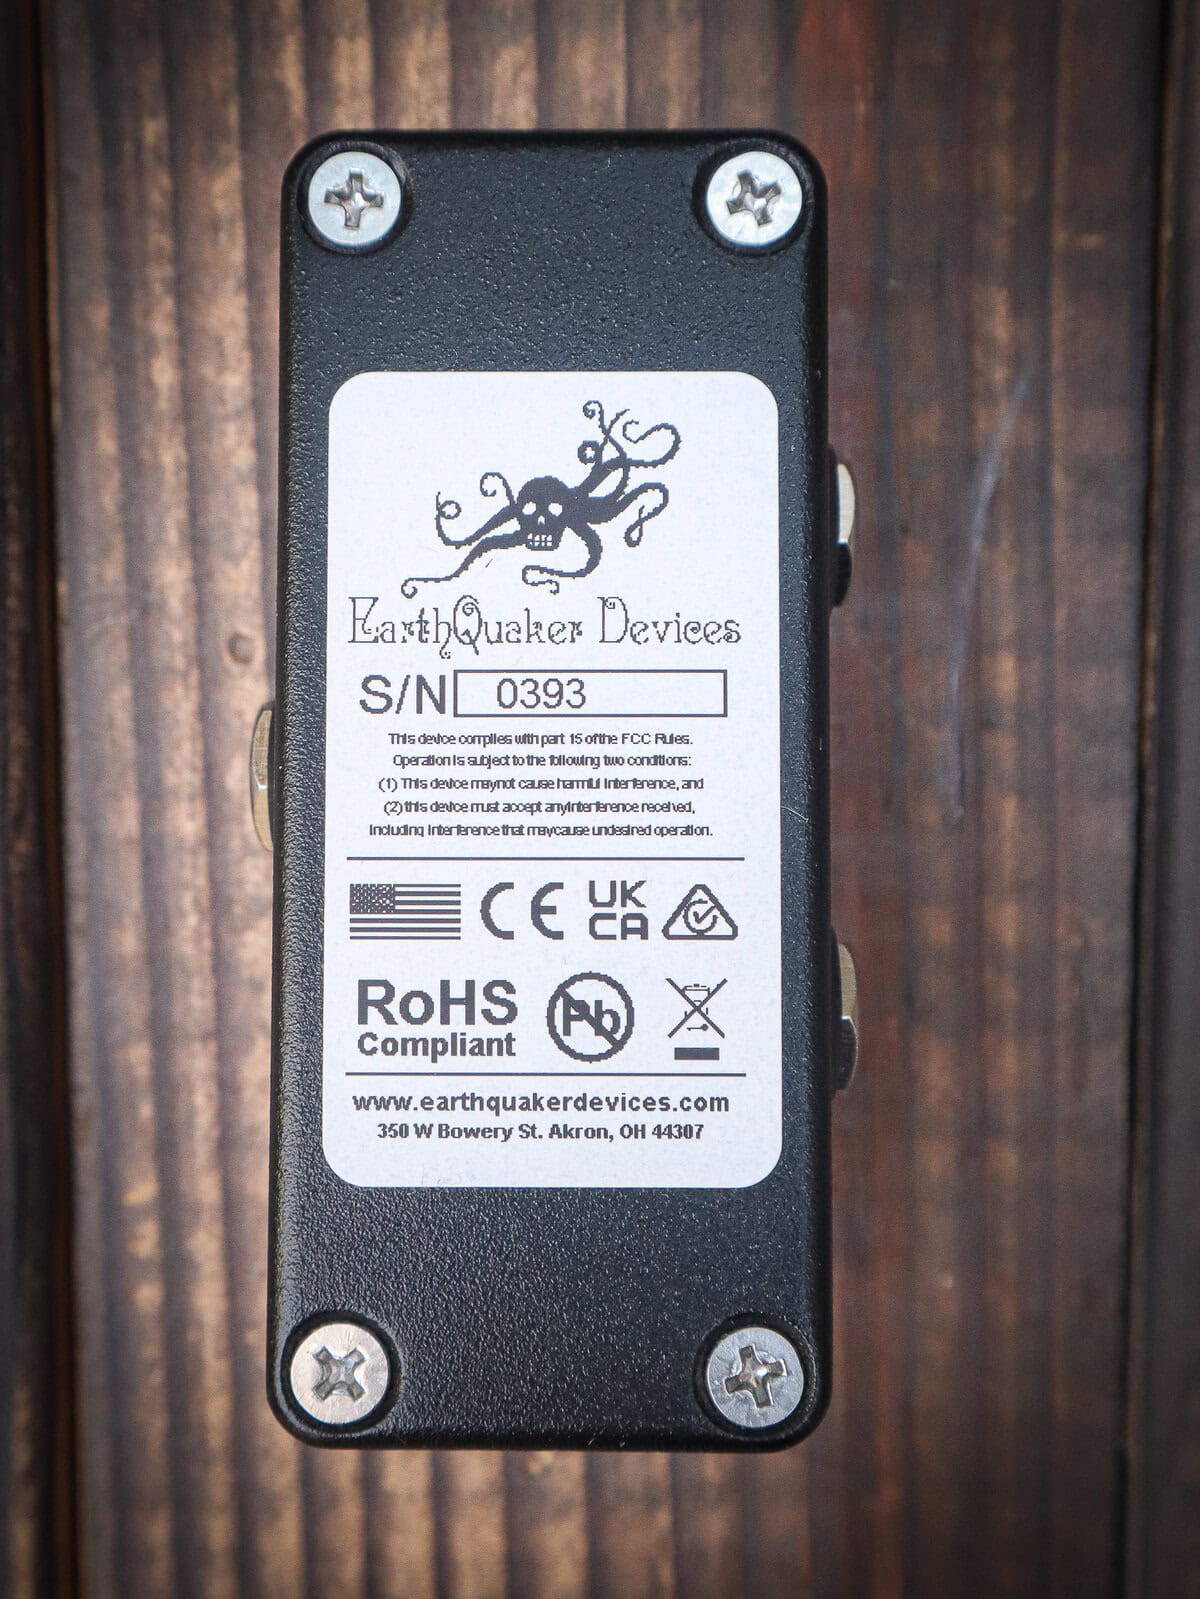 EarthQuaker Devices
S/N 0393
This device complies with part 15 of the FCC Rules.
Operation is subject to the following two conditions:
(1) This device may not cause harmful interference, and
(2) this device must accept any interference received,
including interference that may cause undesired operation.
CE UK
CA
RoHS Pb
Compliant
www.earthquakerdevices.com
350 W Bowery St. Akron, OH 44307